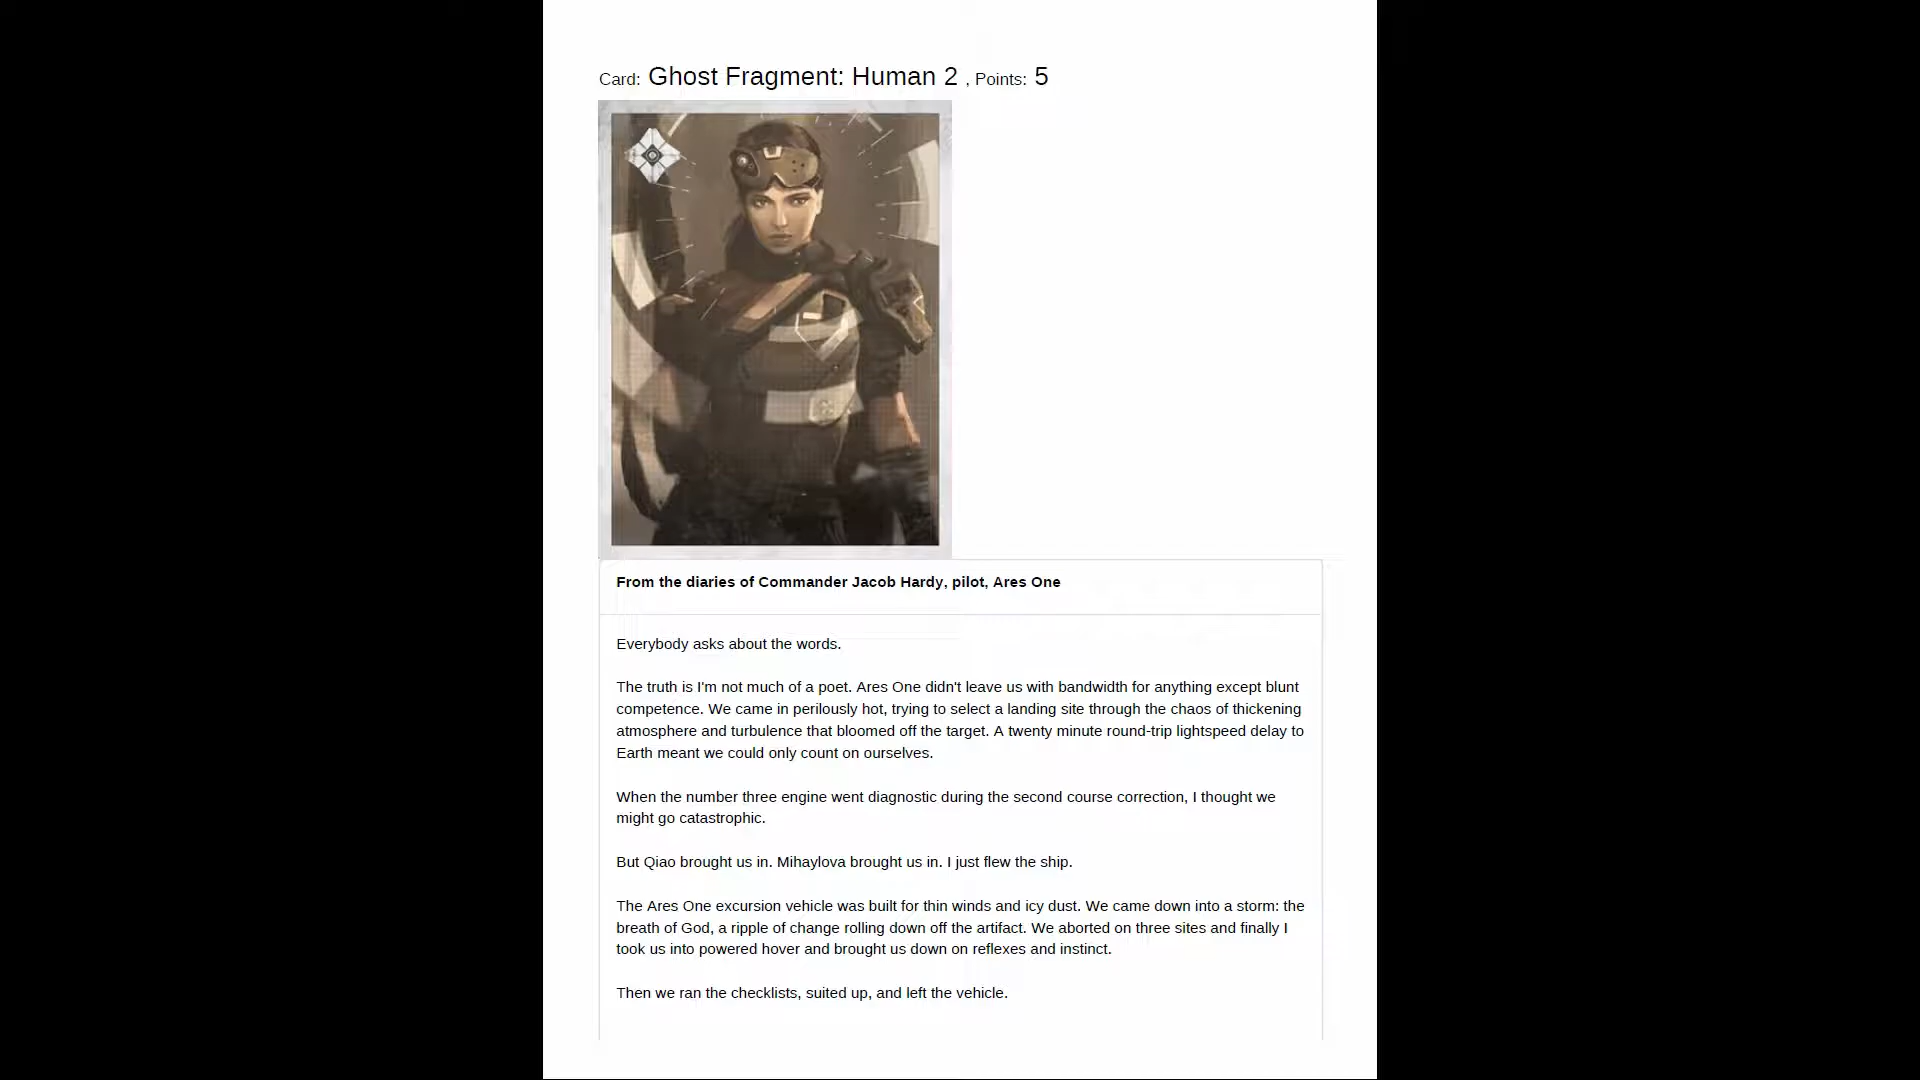 Card: Ghost Fragment: Human 2 , Points: 5
From the diaries of Commander Jacob Hardy, pilot, Ares One
Everybody asks about the words.
The truth is I'm not much of a poet. Ares One didn't leave us with bandwidth for anything except blunt
competence. We came in perilously hot, trying to select a landing site through the chaos of thickening
atmosphere and turbulence that bloomed off the target. A twenty minute round-trip lightspeed delay to
Earth meant we could only count on ourselves.
When the number three engine went diagnostic during the second course correction, I thought we
might go catastrophic.
But Qiao brought us in. Mihaylova brought us in. I just flew the ship.
The Ares One excursion vehicle was built for thin winds and icy dust. We came down into a storm: the
breath of God, a ripple of change rolling down off the artifact. We aborted on three sites and finally I
took us into powered hover and brought us down on reflexes and instinct.
Then we ran the checklists, suited up, and left the vehicle.